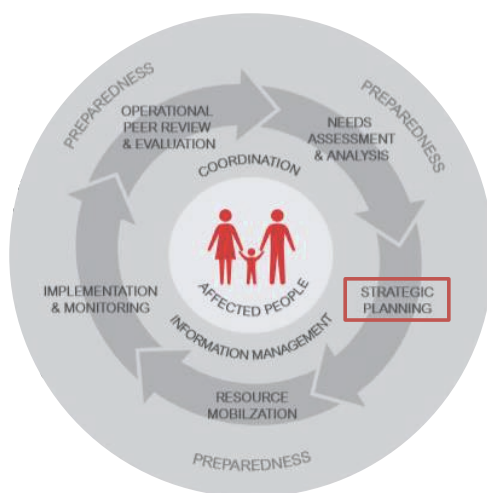 PREPAREDNESS
PREPAREDNESS
OPERATIONAL
PEER REVIEW
& EVALUATION
NEEDS
ASSESSMENT
& ANALYSIS
COORDINATION
AFFECTED PEOPLE
IMPLEMENTATION
& MONITORING
STRATEGIC
PLANNING
INFORMATION MANAGEMENT
RESOURCE
MOBILZATION
PREPAREDNESS